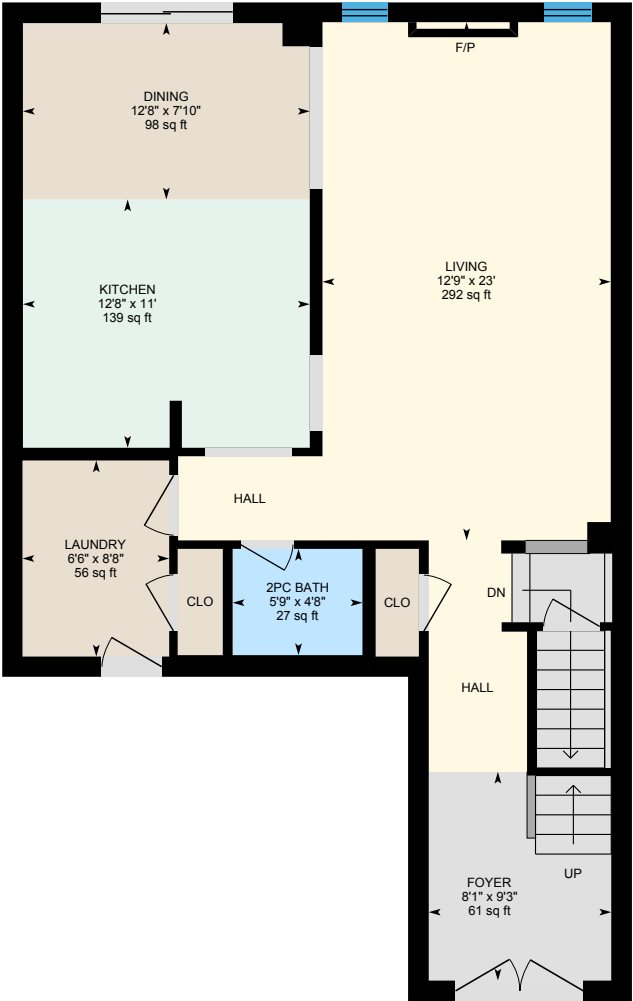 F/P
DINING
12'8" x 7'10"
98 sq ft
LIVING
12'9" x 23'
292 sq ft
KITCHEN
12'8" x 11'
139 sq ft
HALL
LAUNDRY
6'6" x 8'8"
56 sq ft
CLO
2PC BATH
5'9" x 4'8"
27 sq ft
CLO
DN
HALL
UP
FOYER
8'1" x 9'3"
61 sq ft